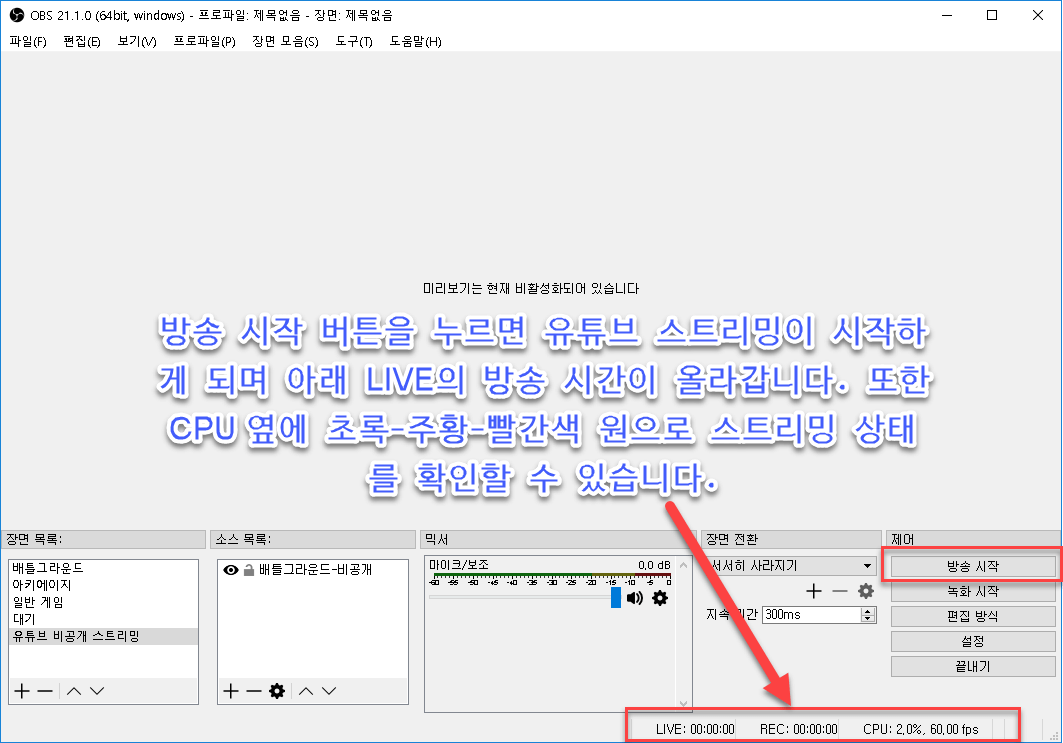 OBS 21.1.0 (64bit, windows) - 프로파일: 제목없음 - 장면: 제목없음
파일(F) 편집(E) 보기(V) 프로파일(P) 장면 모음(S) 도구(T) 도움말(H)
미리보기는 현재 비활성화되어 있습니다
방송 시작 버튼을 누르면 유튜브 스트리밍이 시작하
게 되며 아래 LIVE의 방송 시간이 올라갑니다. 또한
CPU 옆에 초록-주황-빨간색 원으로 스트리밍 상태
를 확인할 수 있습니다.
장면 목록:
배틀그라운드
아키에이지
일반 게임
대기
유튜브 비공개 스트리밍
소스 목록:
배틀그라운드-비공개
믹서
마이크/보조 0.0 dB
-60 -55 -50 -45 -40 -35 -30 -25 -20 -15 -10 -5 0
장면 전환
서서히 사라지기
300ms
제어
방송 시작
녹화 시작
편집 방식
설정
끝내기
LIVE: 00:00:00 REC: 00:00:00 CPU: 2.0%, 60.00 fps